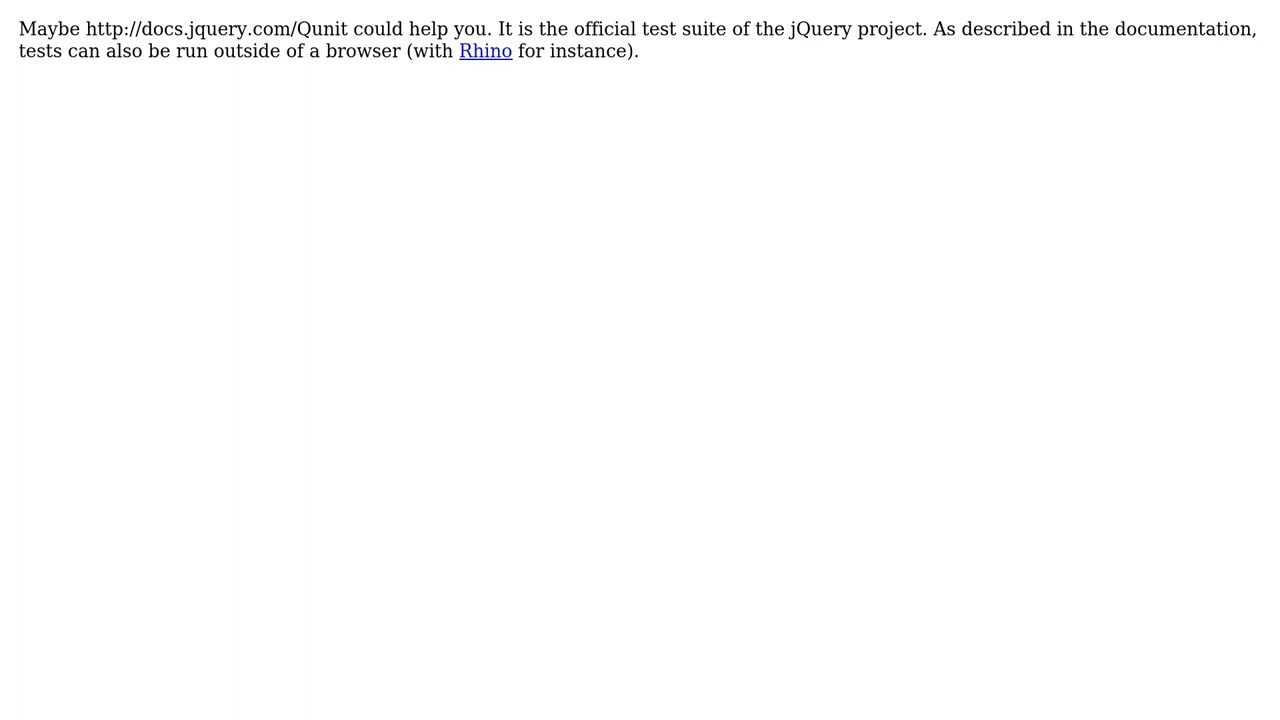 Maybe http://docs.jquery.com/Qunit could help you. It is the official test suite of the jQuery project. As described in the documentation,
tests can also be run outside of a browser (with Rhino for instance).